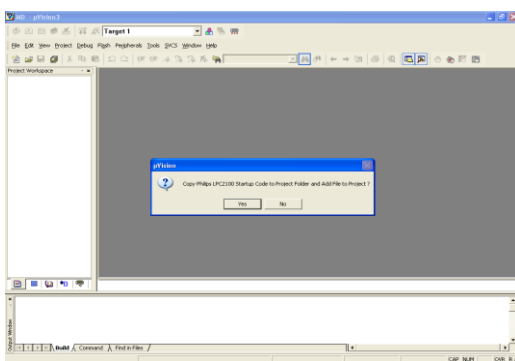 MD - µVision3
Target 1
File Edit View Project Debug Flash Peripherals Tools SVCS Window Help
Project Workspace
µVision
Copy Philips LPC2100 Startup Code to Project Folder and Add File to Project ?
Yes No
Output Window
Build Command Find in Files
CAP NUM OVR R